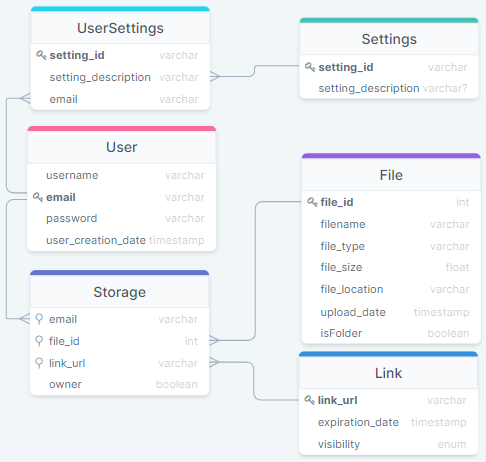 UserSettings
setting_id varchar
setting_description varchar
email varchar
Settings
setting_id varchar
setting_description varchar?
User
username varchar
email varchar
password varchar
user_creation_date timestamp
File
file_id int
filename varchar
file_type varchar
file_size float
file_location varchar
upload_date timestamp
isFolder boolean
Storage
email varchar
file_id int
link_url varchar
owner boolean
Link
link_url varchar
expiration_date timestamp
visibility enum